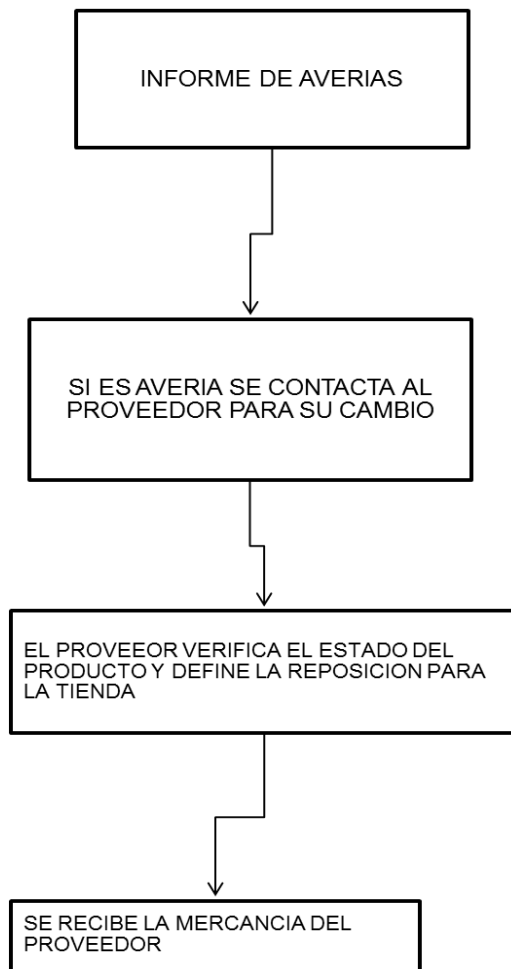 INFORME DE AVERIAS
SI ES AVERIA SE CONTACTA AL
PROVEEDOR PARA SU CAMBIO
EL PROVEEOR VERIFICA EL ESTADO DEL
PRODUCTO Y DEFINE LA REPOSICION PARA
LA TIENDA
SE RECIBE LA MERCANCIA DEL
PROVEEDOR